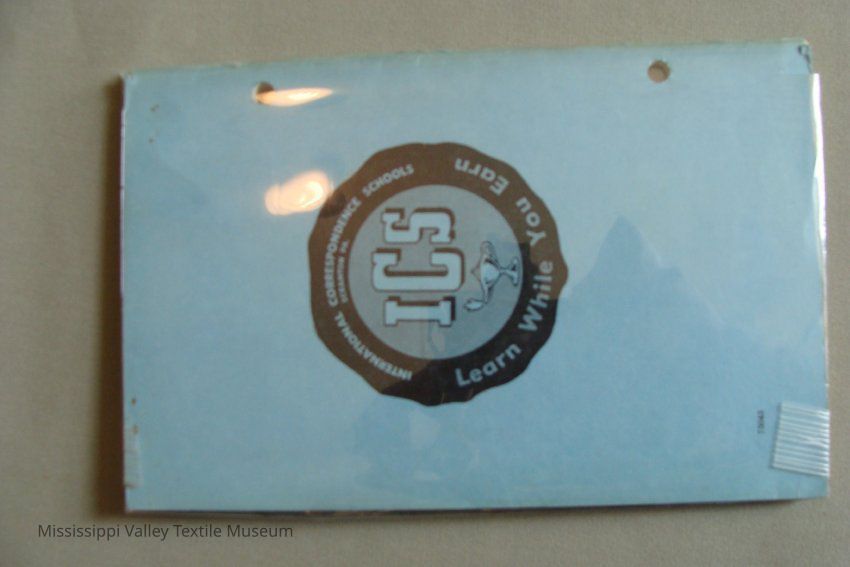 INTERNATIONAL CORRESPONDENCE SCHOOLS
SCRANTON PA.
ICS
Learn While You Earn
Mississippi Valley Textile Museum